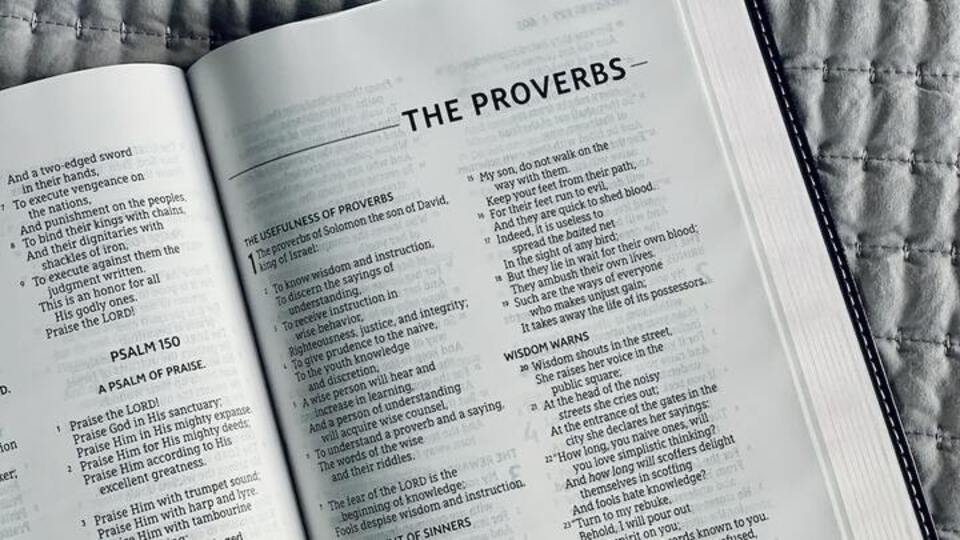 And a two-edged sword
in their hands,
7 To execute vengeance on
the nations,
And punishment on the peoples,
8 To bind their kings with chains,
And their dignitaries with
shackles of iron,
9 To execute against them the
judgment written.
This is an honor for all
His godly ones.
Praise the LORD!
PSALM 150
A PSALM OF PRAISE.
1 Praise the LORD!
Praise God in His sanctuary;
Praise Him in His mighty expanse.
2 Praise Him for His mighty deeds;
Praise Him according to His
excellent greatness.
3 Praise Him with trumpet sound;
Praise Him with harp and lyre.
Praise Him with tambourine
THE PROVERBS
THE USEFULNESS OF PROVERBS
1 The proverbs of Solomon the son of David,
king of Israel:
2 To know wisdom and instruction,
To discern the sayings of
understanding,
3 To receive instruction in
wise behavior,
Righteousness, justice, and integrity;
4 To give prudence to the naive,
To the youth knowledge
and discretion,
5 A wise person will hear and
increase in learning,
And a person of understanding
will acquire wise counsel,
6 To understand a proverb and a saying,
The words of the wise
and their riddles.
7 The fear of the LORD is the
beginning of knowledge;
Fools despise wisdom and instruction.
OF SINNERS
15 My son, do not walk on the
way with them.
Keep your feet from their path;
16 For their feet run to evil,
And they are quick to shed blood.
17 Indeed, it is useless to
spread the baited net
In the sight of any bird;
18 But they lie in wait for their own blood;
They ambush their own lives.
19 Such are the ways of everyone
who makes unjust gain;
It takes away the life of its possessors.
WISDOM WARNS
20 Wisdom shouts in the street,
She raises her voice in the
public square;
21 At the head of the noisy
streets she cries out;
At the entrance of the gates in the
city she declares her sayings:
22 "How long, you naive ones, will
you love simplistic thinking?
And how long will scoffers delight
themselves in scoffing
And fools hate knowledge?
23 "Turn to my rebuke,
Behold, I will pour out
spirit on you;
words known to you.